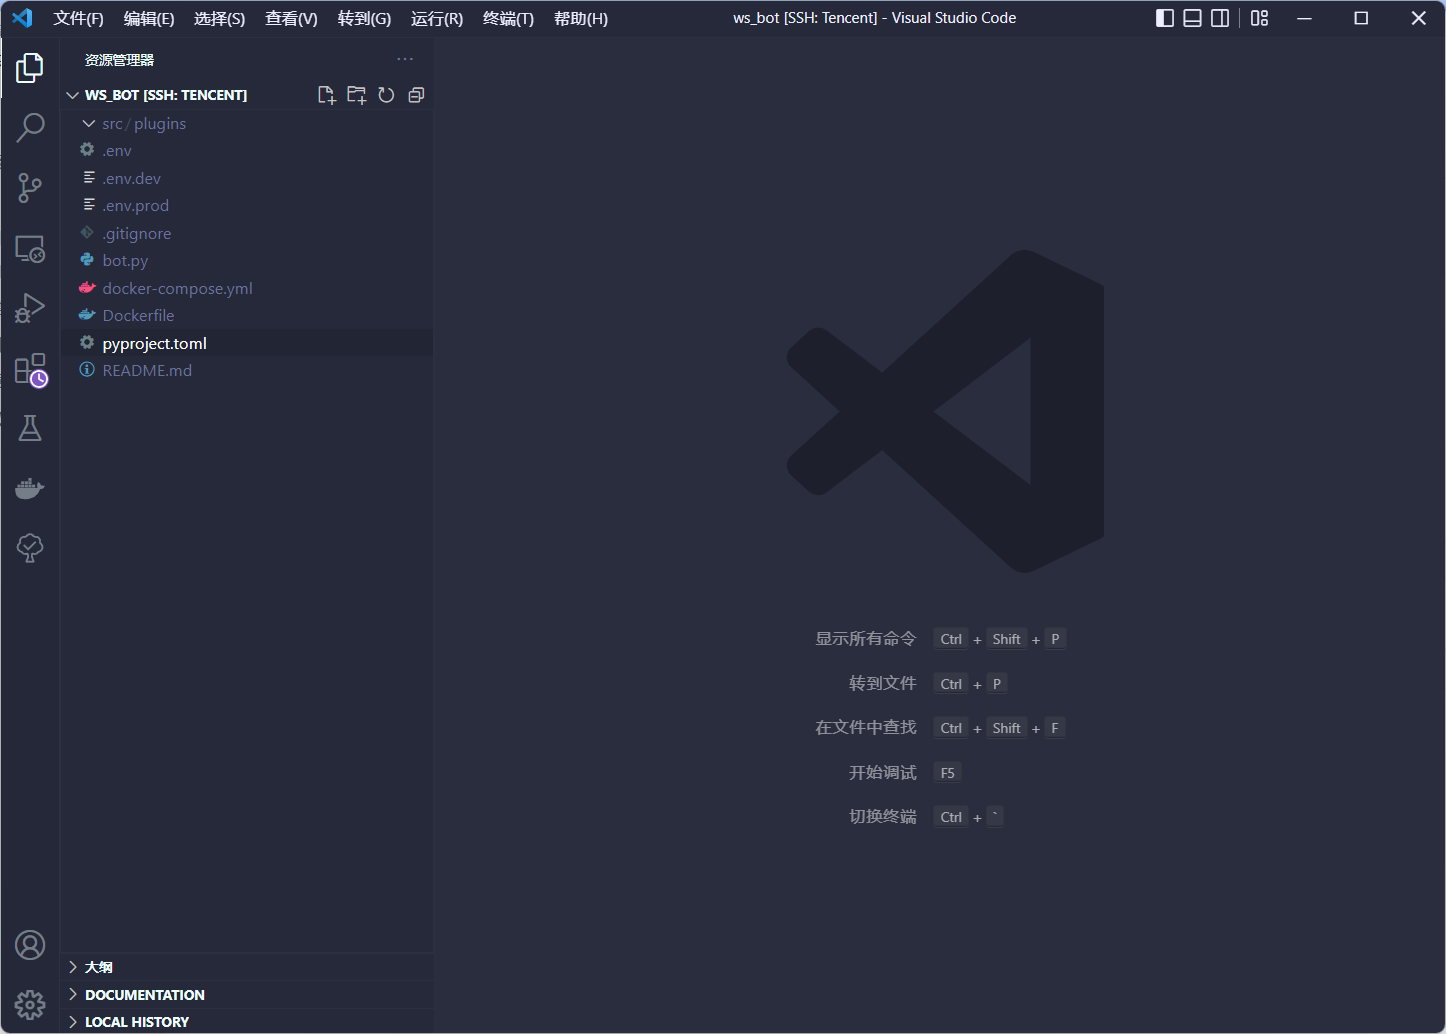 文件(F) 编辑(E) 选择(S) 查看(V) 转到(G) 运行(R) 终端(T) 帮助(H) ws_bot [SSH: Tencent] - Visual Studio Code
资源管理器
WS_BOT [SSH: TENCENT]
src / plugins
.env
.env.dev
.env.prod
.gitignore
bot.py
docker-compose.yml
Dockerfile
pyproject.toml
README.md
显示所有命令 Ctrl + Shift + P
转到文件 Ctrl + P
在文件中查找 Ctrl + Shift + F
开始调试 F5
切换终端 Ctrl + `
大纲
DOCUMENTATION
LOCAL HISTORY